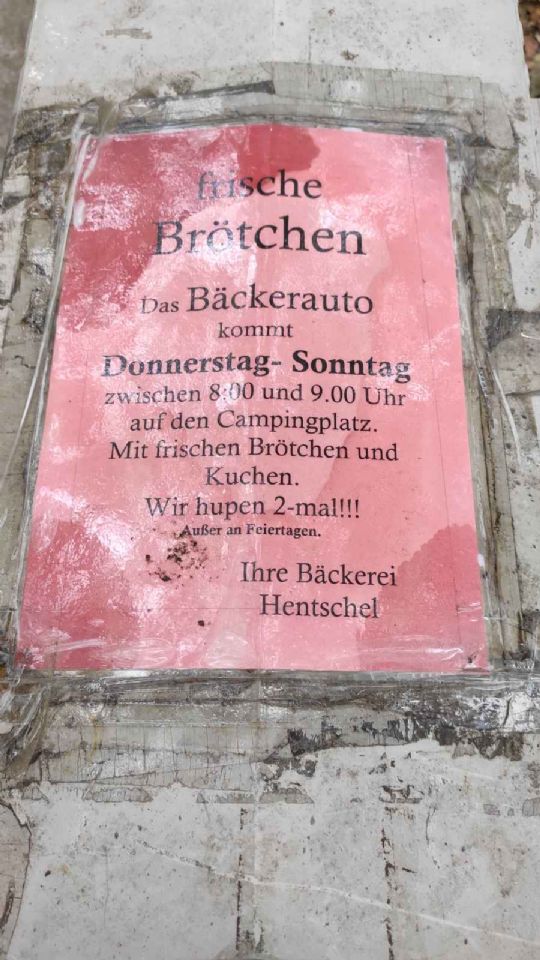 frische
Brötchen
Das Bäckerauto
kommt
Donnerstag- Sonntag
zwischen 8:00 und 9.00 Uhr
auf den Campingplatz.
Mit frischen Brötchen und
Kuchen.
Wir hupen 2-mal!!!
Außer an Feiertagen.
Ihre Bäckerei
Hentschel